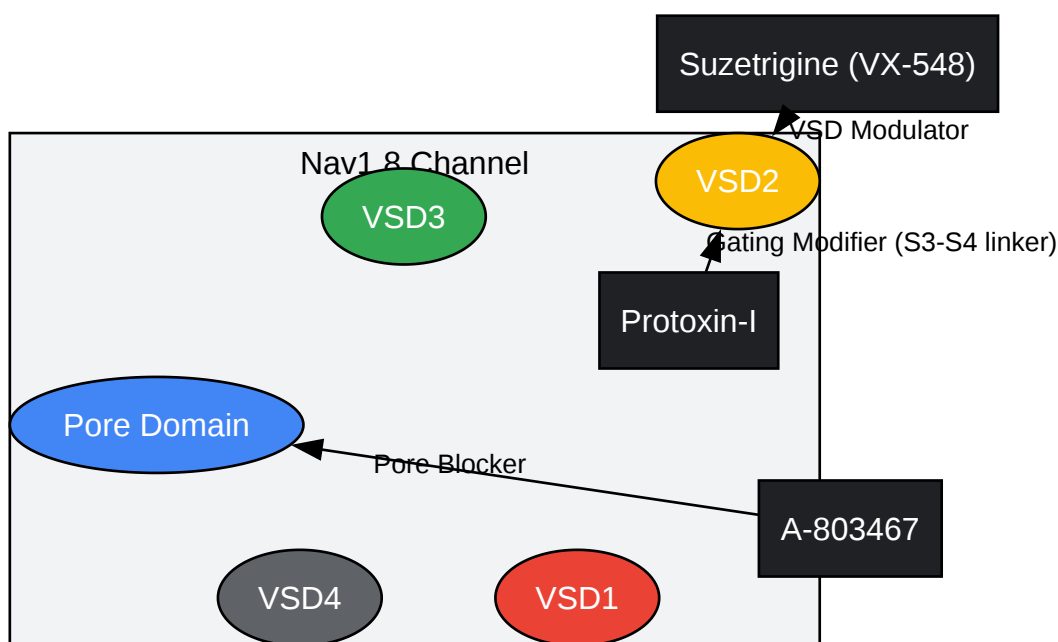 Suzetrigine (VX-548)
VSD Modulator
Nav1.8 Channel
VSD2
VSD3
Gating Modifier (S3-S4 linker)
Protoxin-I
Pore Domain
Pore Blocker
A-803467
VSD4
VSD1